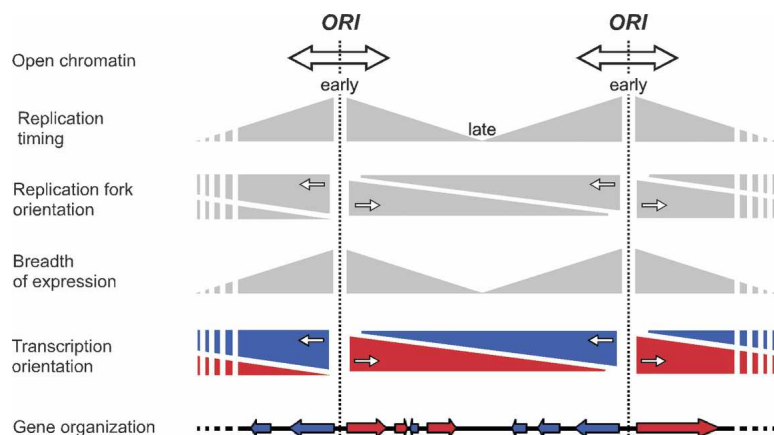 ORI ORI
Open chromatin
early early
Replication
timing
late
Replication fork
orientation
Breadth
of expression
Transcription
orientation
Gene organization